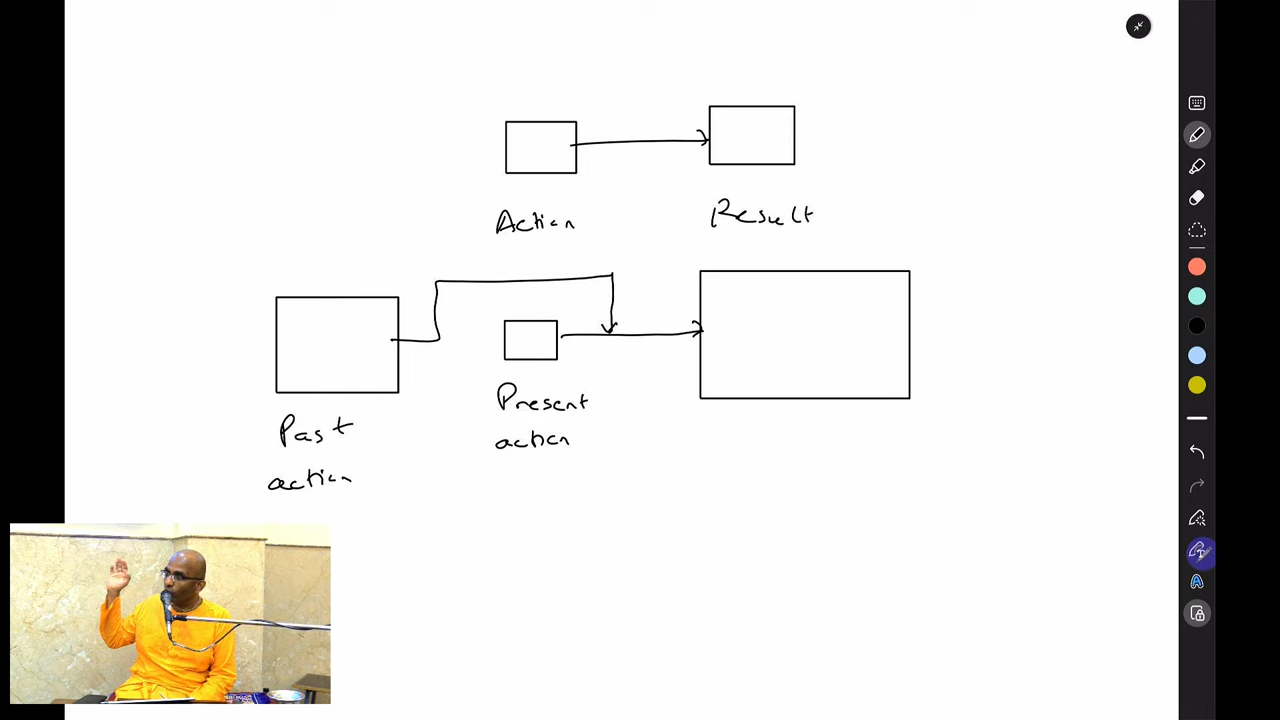 Action
Result
Present
action
Past
action